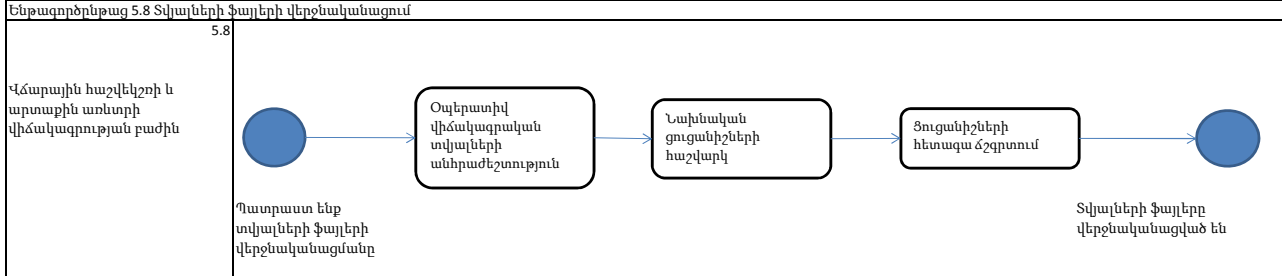 Ենթագործընթաց 5.8 Տվյալների ֆայլերի վերջնականացում
5.8
Վճարային հաշվեկշռի և
արտաքին առևտրի
վիճակագրության բաժին
Օպերատիվ
վիճակագրական
տվյալների
անհրաժեշտություն
Նախնական
ցուցանիշների
հաշվարկ
Ցուցանիշների
հետագա ճշգրտում
Պատրաստ ենք
տվյալների ֆայլերի
վերջնականացմանը
Տվյալների ֆայլերը
վերջնականացված են